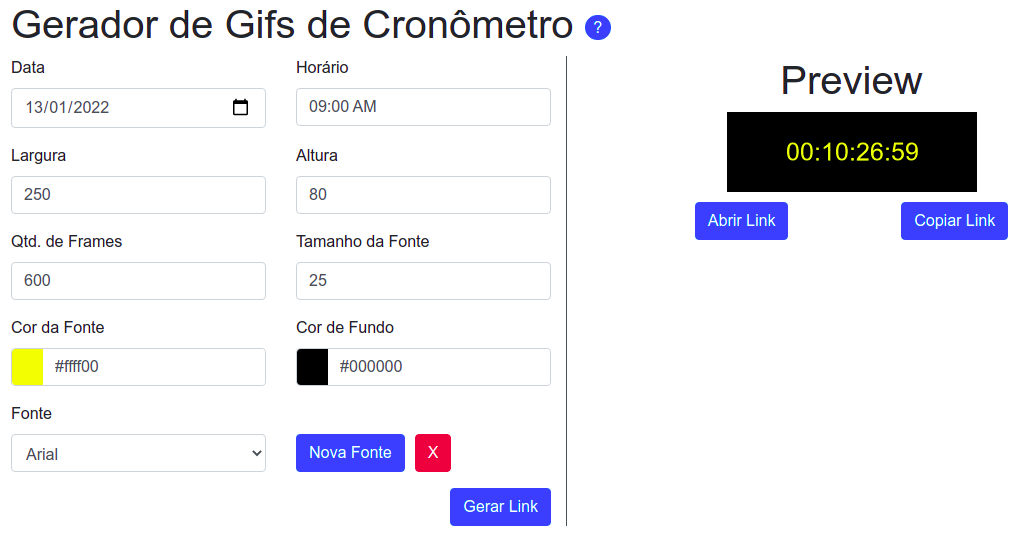 Gerador de Gifs de Cronômetro ?
Data
Horário
13/01/2022
09:00 AM
Largura
Altura
250
80
Qtd. de Frames
Tamanho da Fonte
600
25
Cor da Fonte
Cor de Fundo
#ffff00
#000000
Fonte
Arial
Nova Fonte
X
Gerar Link
Preview
00:10:26:59
Abrir Link
Copiar Link